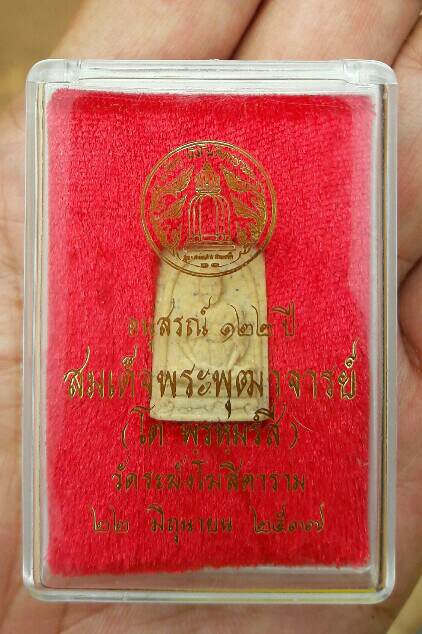 อนุสรณ์ ๑๒๒ ปี
สมเด็จพระพุฒาจารย์
(โต พรหมรังสี)
วัดระฆังโฆสิตาราม
๒๒ มิถุนายน ๒๕๓๗